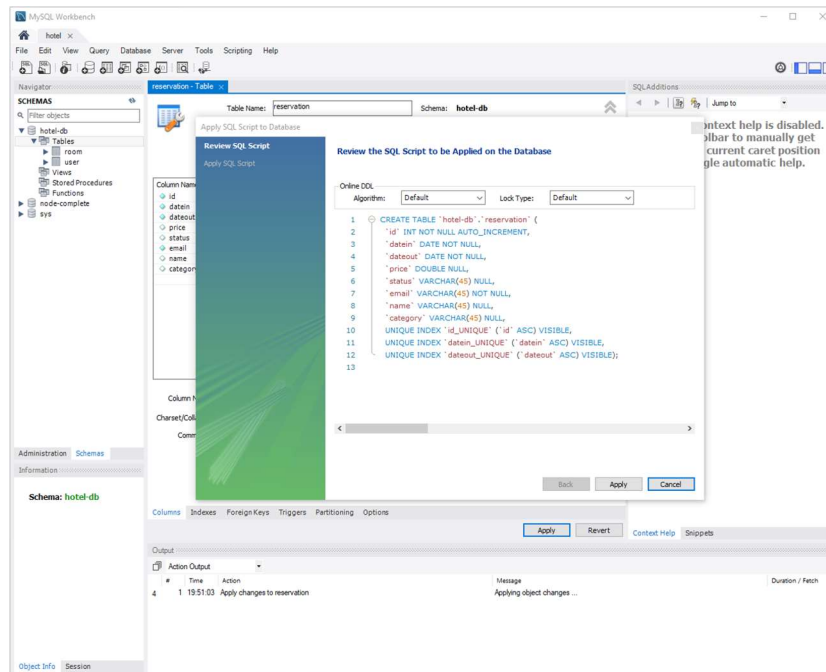 MySQL Workbench
hotel
File Edit View Query Database Server Tools Scripting Help
Navigator
SCHEMAS
Filter objects
hotel-db
Tables
room
user
Views
Stored Procedures
Functions
node-complete
sys
Administration Schemas
Information
Schema: hotel-db
Object Info Session
reservation - Table
Table Name: reservation Schema: hotel-db
Column Name
id
datein
dateout
price
status
email
name
categor
Column N
Charset/Coll
Comm
Apply SQL Script to Database
Review SQL Script
Apply SQL Script
Review the SQL Script to be Applied on the Database
Online DDL
Algorithm: Default Lock Type: Default
1 CREATE TABLE `hotel-db`.`reservation` (
2 `id` INT NOT NULL AUTO_INCREMENT,
3 `datein` DATE NOT NULL,
4 `dateout` DATE NOT NULL,
5 `price` DOUBLE NULL,
6 `status` VARCHAR(45) NULL,
7 `email` VARCHAR(45) NOT NULL,
8 `name` VARCHAR(45) NULL,
9 `category` VARCHAR(45) NULL,
10 UNIQUE INDEX `id_UNIQUE` (`id` ASC) VISIBLE,
11 UNIQUE INDEX `datein_UNIQUE` (`datein` ASC) VISIBLE,
12 UNIQUE INDEX `dateout_UNIQUE` (`dateout` ASC) VISIBLE);
13
Back Apply Cancel
Columns Indexes Foreign Keys Triggers Partitioning Options
Apply Revert
SQLAdditions
Jump to
ontext help is disabled.
olbar to manually get
current caret position
gle automatic help.
Context Help Snippets
Output
Action Output
# Time Action Message Duration / Fetch
4 1 19:51:03 Apply changes to reservation Applying object changes ...